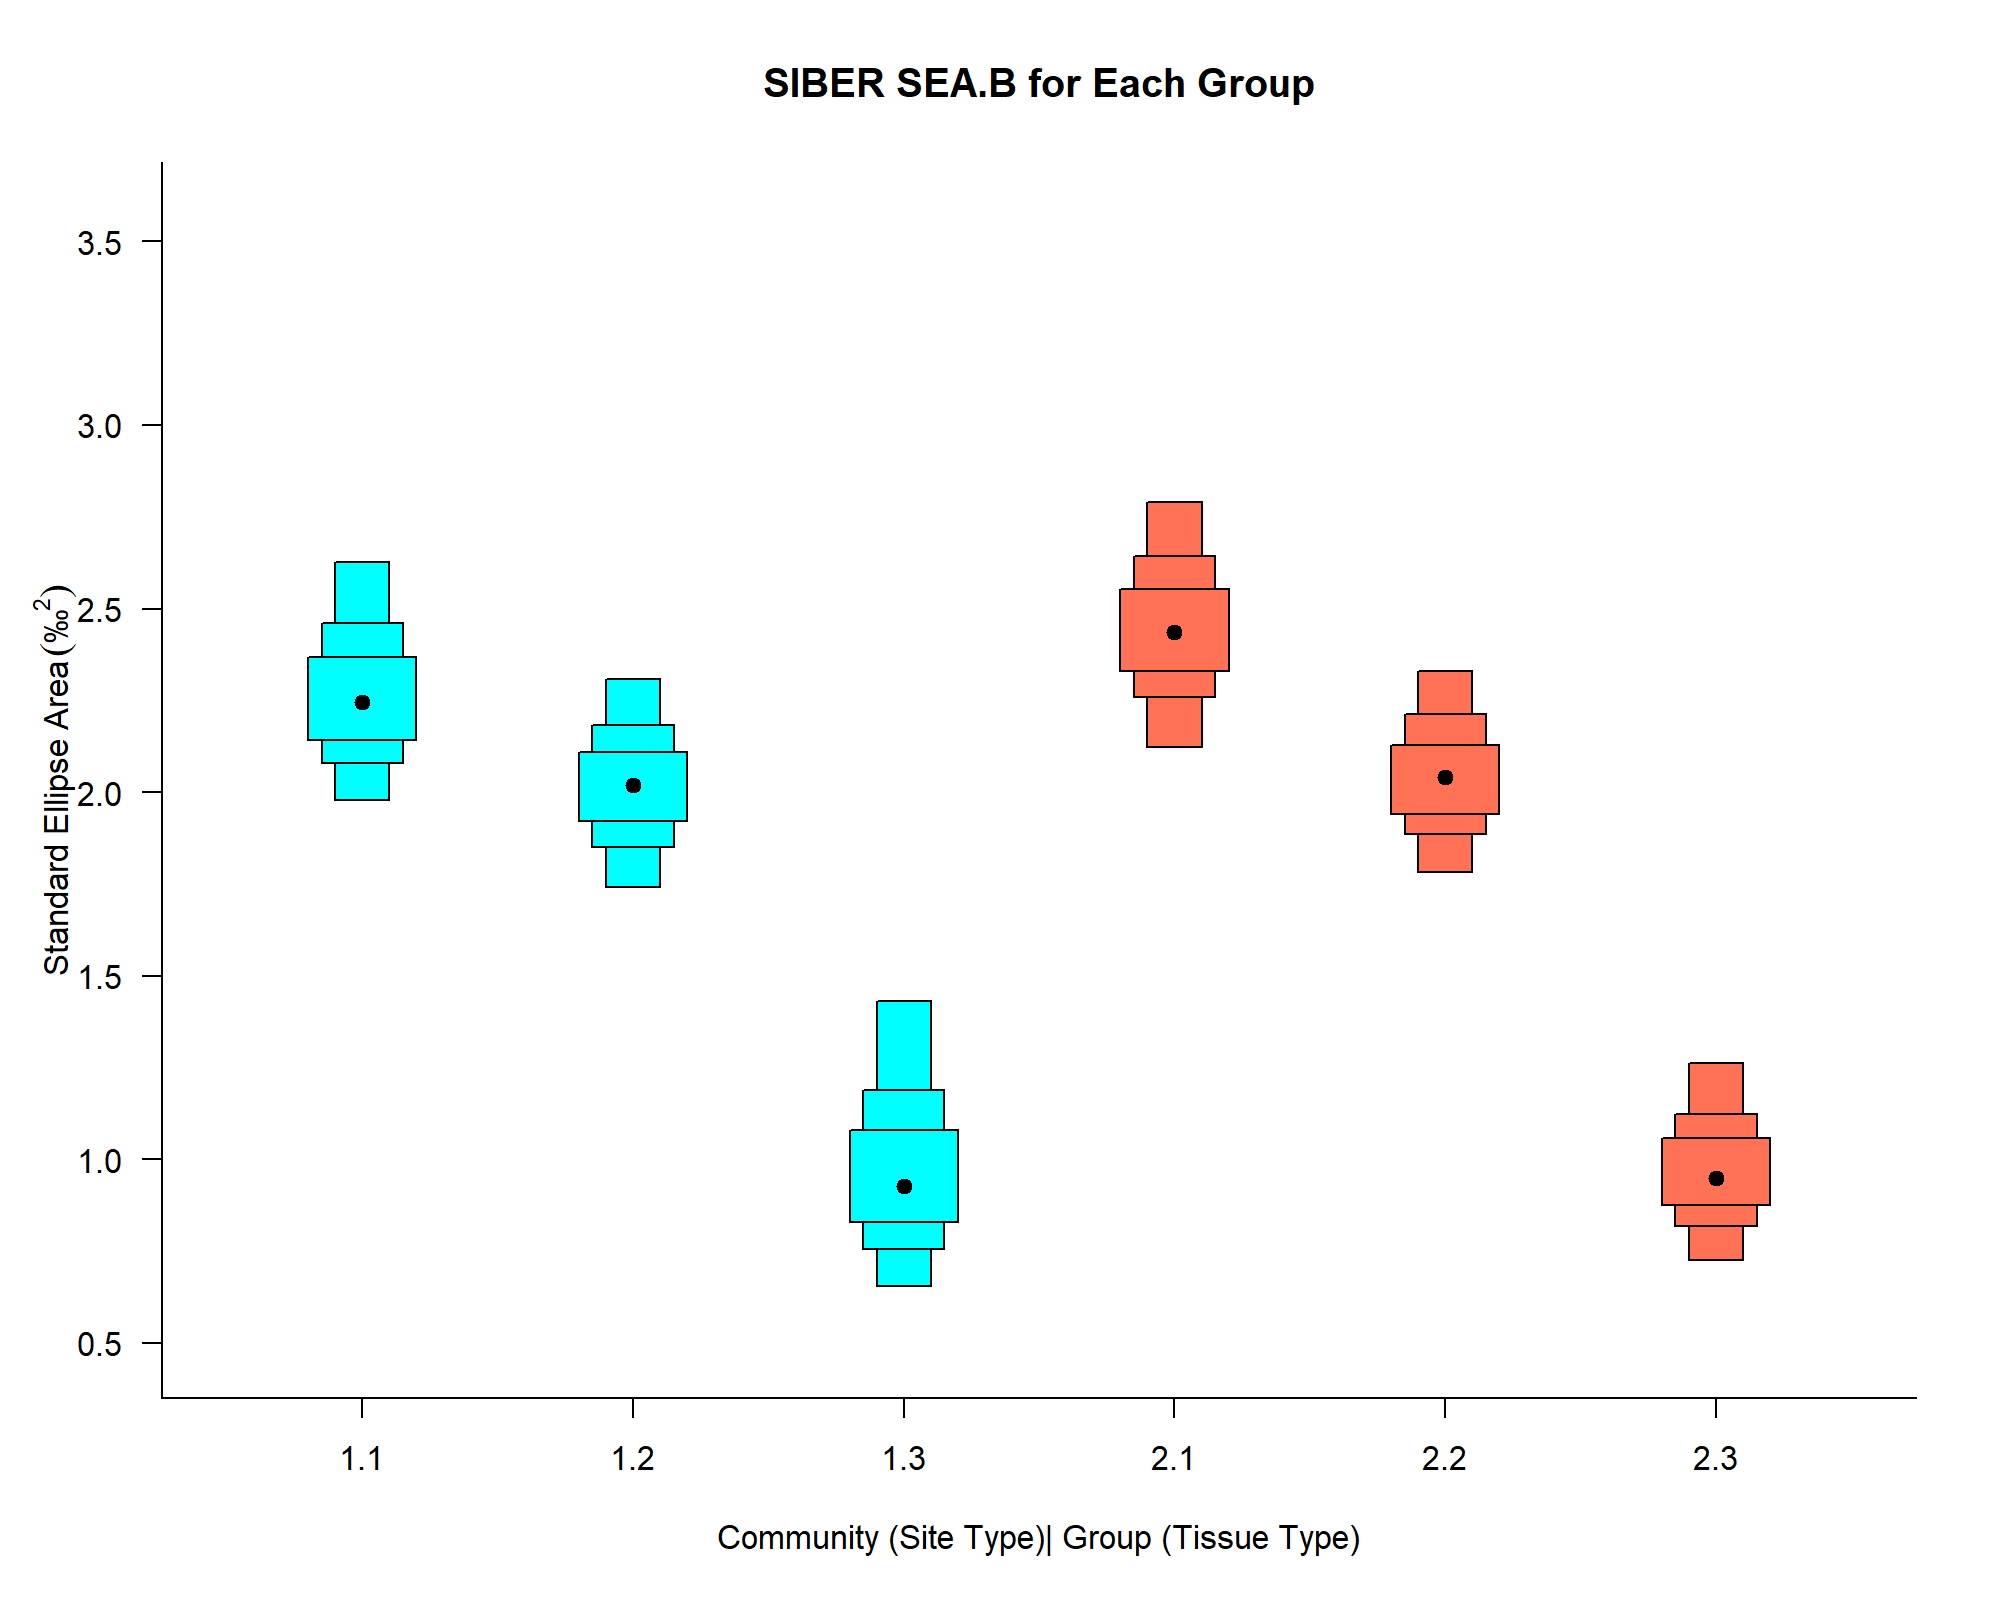 SIBER SEA.B for Each Group
Standard Ellipse Area (‰²)
3.5
3.0
2.5
2.0
1.5
1.0
0.5
1.1 1.2 1.3 2.1 2.2 2.3
Community (Site Type)| Group (Tissue Type)